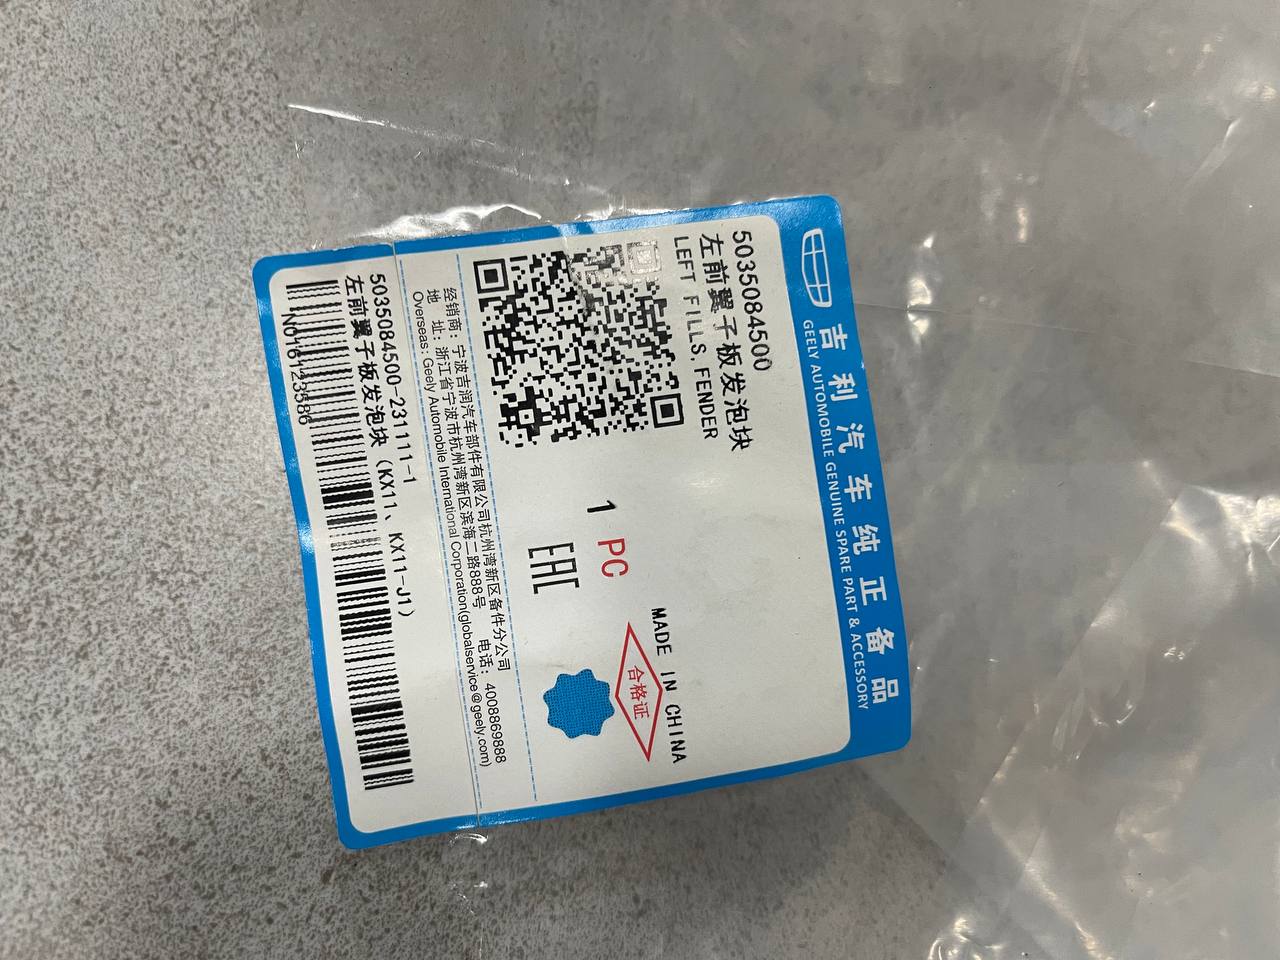 吉利汽车纯正备品
GEELY AUTOMOBILE GENUINE SPARE PART & ACCESSORY
5035084500
左前翼子板发泡块
LEFT FILLS,FENDER
MADE IN CHINA
合格证
1 PC
EAC
经销商：宁波吉润汽车部件有限公司杭州湾新区备件分公司
地 址：浙江省宁波市杭州湾新区滨海二路888号 电话：4008869888
Overseas: Geely Automobile International Corporation(globalservice@geely.com)
5035084500-231111-1
左前翼子板发泡块（KX11、KX11-J1）
N0161123586